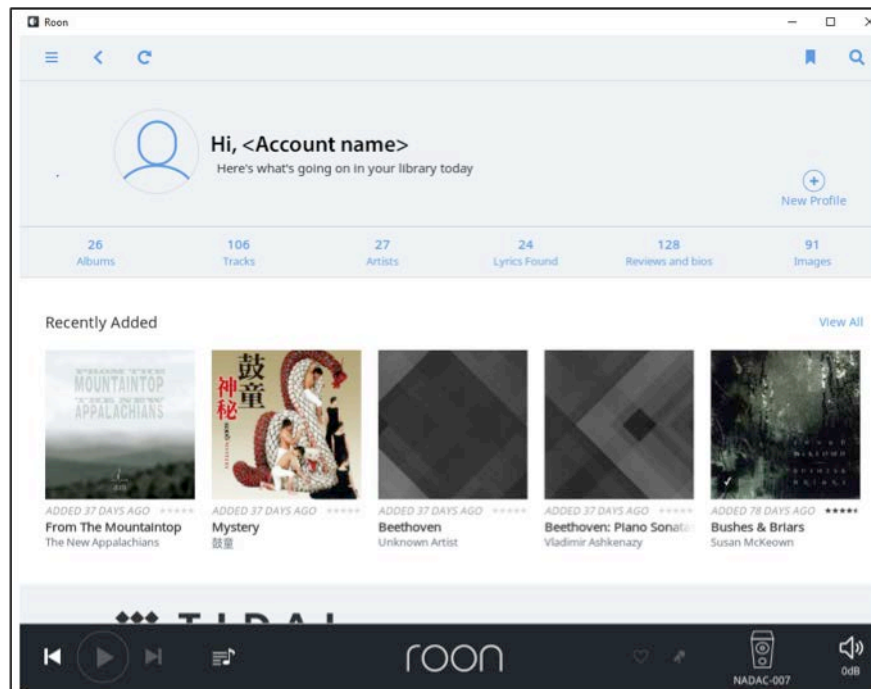 Roon
Hi, <Account name>
Here's what's going on in your library today
New Profile
26
Albums
106
Tracks
27
Artists
24
Lyrics Found
128
Reviews and bios
91
Images
Recently Added
View All
FROM THE
MOUNTAINTOP
THE NEW
APPALACHIANS
鼓童
神秘
ADDED 37 DAYS AGO
From The Mountaintop
The New Appalachians
ADDED 37 DAYS AGO
Mystery
鼓童
ADDED 37 DAYS AGO
Beethoven
Unknown Artist
ADDED 37 DAYS AGO
Beethoven: Piano Sonatas
Vladimir Ashkenazy
ADDED 78 DAYS AGO
Bushes & Briars
Susan McKeown
TIDAL
roon
NADAC-007
0dB